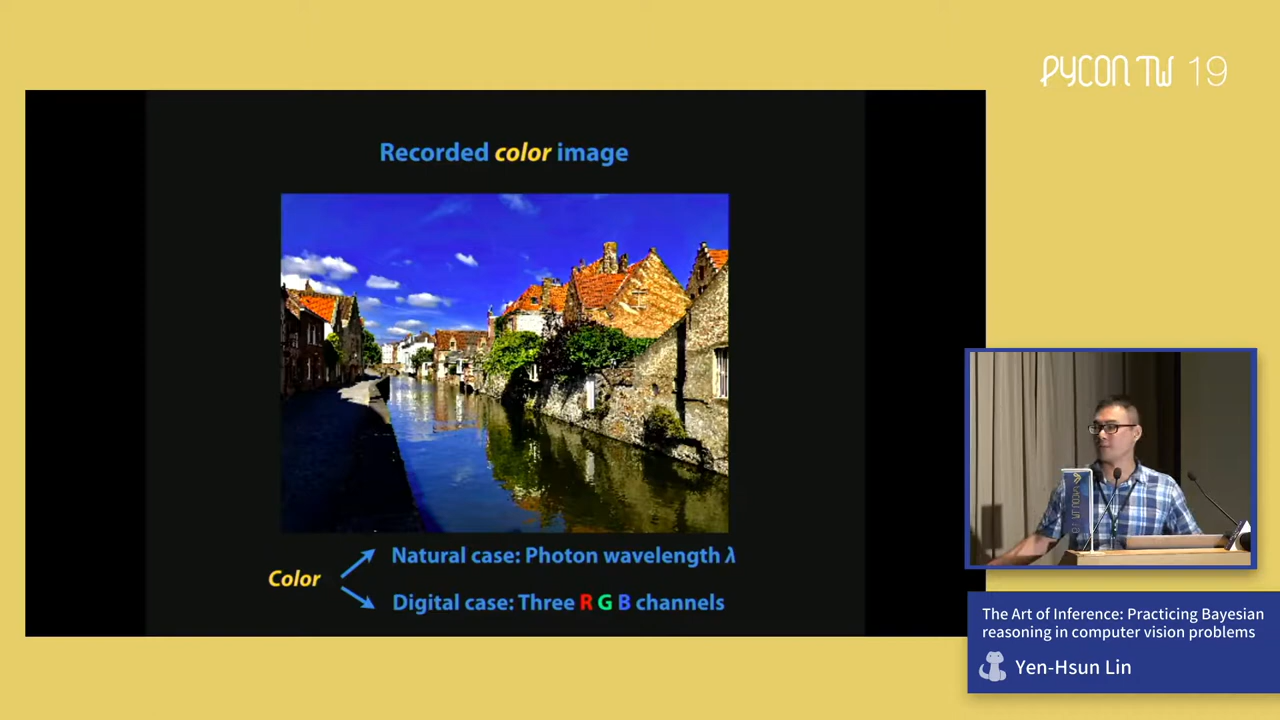 PYCON TW 19
Recorded color image
Color
Natural case: Photon wavelength λ
Digital case: Three R G B channels
The Art of Inference: Practicing Bayesian
reasoning in computer vision problems
Yen-Hsun Lin